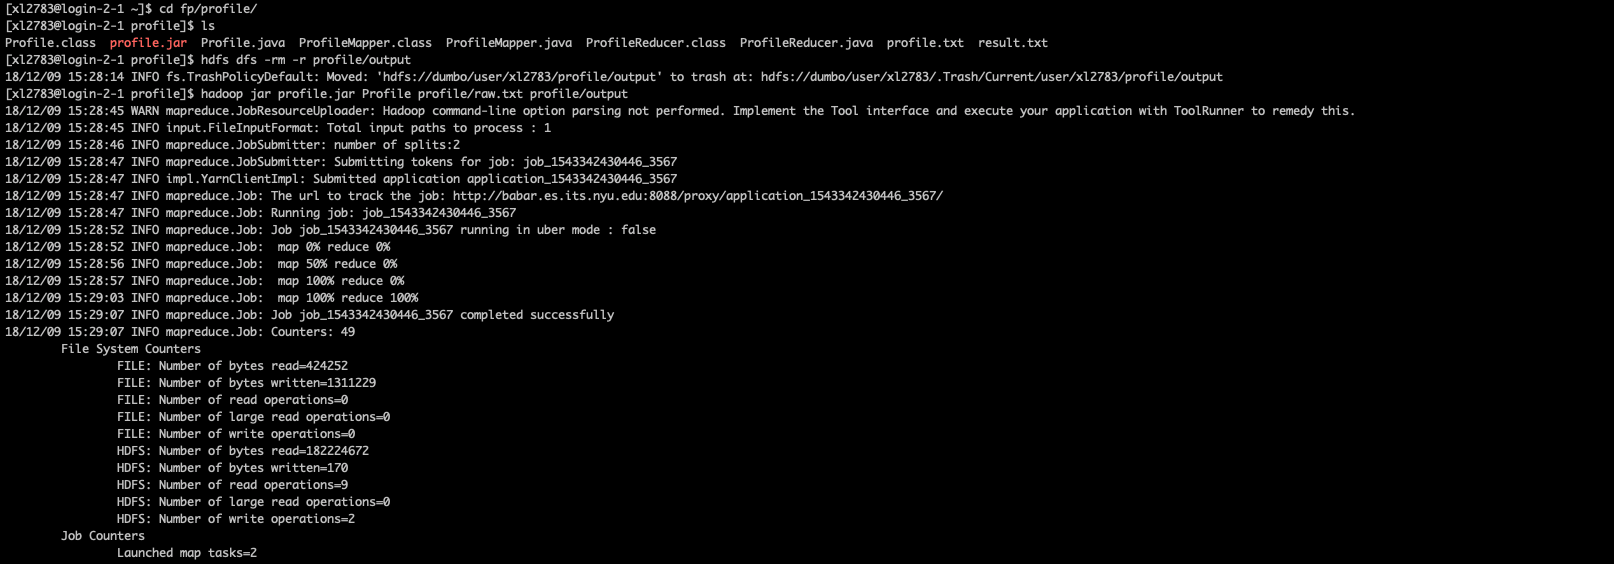 [xl2783@login-2-1 ~]$ cd fp/profile/
[xl2783@login-2-1 profile]$ ls
Profile.class  profile.jar  Profile.java  ProfileMapper.class  ProfileMapper.java  ProfileReducer.class  ProfileReducer.java  profile.txt  result.txt
[xl2783@login-2-1 profile]$ hdfs dfs -rm -r profile/output
18/12/09 15:28:14 INFO fs.TrashPolicyDefault: Moved: 'hdfs://dumbo/user/xl2783/profile/output' to trash at: hdfs://dumbo/user/xl2783/.Trash/Current/user/xl2783/profile/output
[xl2783@login-2-1 profile]$ hadoop jar profile.jar Profile profile/raw.txt profile/output
18/12/09 15:28:45 WARN mapreduce.JobResourceUploader: Hadoop command-line option parsing not performed. Implement the Tool interface and execute your application with ToolRunner to remedy this.
18/12/09 15:28:45 INFO input.FileInputFormat: Total input paths to process : 1
18/12/09 15:28:46 INFO mapreduce.JobSubmitter: number of splits:2
18/12/09 15:28:47 INFO mapreduce.JobSubmitter: Submitting tokens for job: job_1543342430446_3567
18/12/09 15:28:47 INFO impl.YarnClientImpl: Submitted application application_1543342430446_3567
18/12/09 15:28:47 INFO mapreduce.Job: The url to track the job: http://babar.es.its.nyu.edu:8088/proxy/application_1543342430446_3567/
18/12/09 15:28:47 INFO mapreduce.Job: Running job: job_1543342430446_3567
18/12/09 15:28:52 INFO mapreduce.Job: Job job_1543342430446_3567 running in uber mode : false
18/12/09 15:28:52 INFO mapreduce.Job:  map 0% reduce 0%
18/12/09 15:28:56 INFO mapreduce.Job:  map 50% reduce 0%
18/12/09 15:28:57 INFO mapreduce.Job:  map 100% reduce 0%
18/12/09 15:29:03 INFO mapreduce.Job:  map 100% reduce 100%
18/12/09 15:29:07 INFO mapreduce.Job: Job job_1543342430446_3567 completed successfully
18/12/09 15:29:07 INFO mapreduce.Job: Counters: 49
        File System Counters
                FILE: Number of bytes read=424252
                FILE: Number of bytes written=1311229
                FILE: Number of read operations=0
                FILE: Number of large read operations=0
                FILE: Number of write operations=0
                HDFS: Number of bytes read=182224672
                HDFS: Number of bytes written=170
                HDFS: Number of read operations=9
                HDFS: Number of large read operations=0
                HDFS: Number of write operations=2
        Job Counters
                Launched map tasks=2